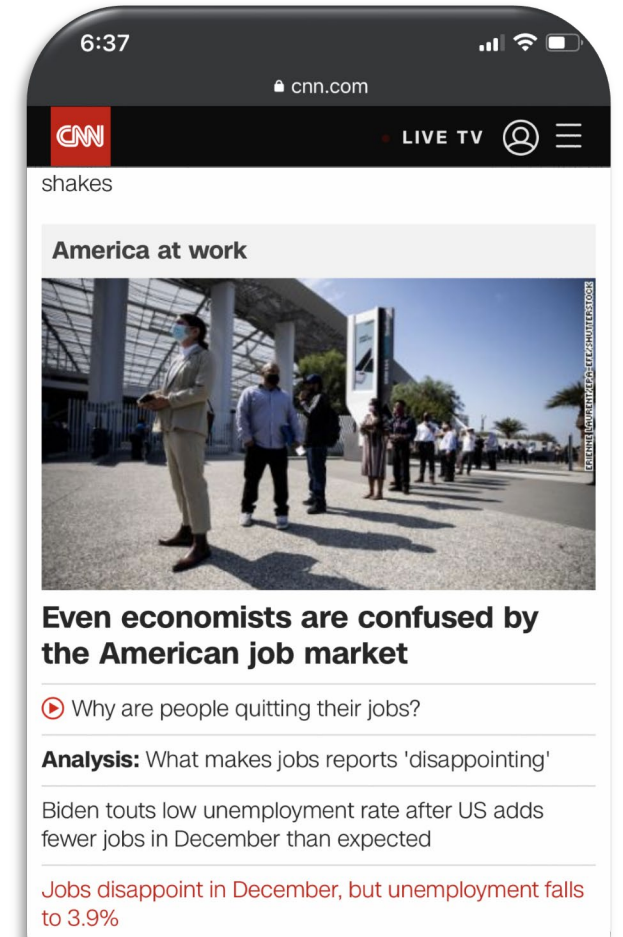 6:37
cnn.com
CNN
LIVE TV
shakes
America at work
ETIENNE LAURENT/EPA-EFE/SHUTTERSTOCK
Even economists are confused by
the American job market
Why are people quitting their jobs?
Analysis: What makes jobs reports 'disappointing'
Biden touts low unemployment rate after US adds
fewer jobs in December than expected
Jobs disappoint in December, but unemployment falls
to 3.9%